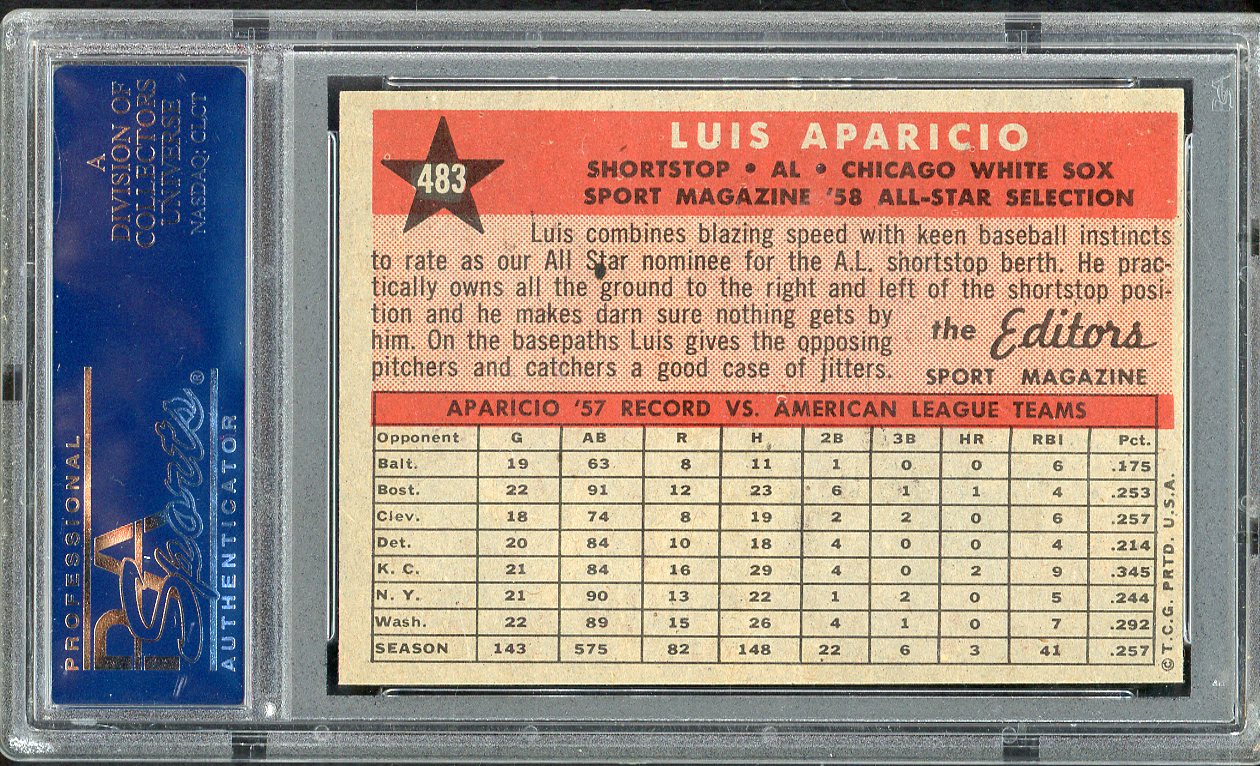 A
DIVISION OF
COLLECTORS
UNIVERSE
NASDAQ: CLCT
PROFESSIONAL
PSA
Sports®
AUTHENTICATOR
483
LUIS APARICIO
SHORTSTOP • AL • CHICAGO WHITE SOX
SPORT MAGAZINE '58 ALL-STAR SELECTION
Luis combines blazing speed with keen baseball instincts
to rate as our All Star nominee for the A.L. shortstop berth. He prac-
tically owns all the ground to the right and left of the shortstop posi-
tion and he makes darn sure nothing gets by
him. On the basepaths Luis gives the opposing
pitchers and catchers a good case of jitters.
the Editors
SPORT MAGAZINE
APARICIO '57 RECORD VS. AMERICAN LEAGUE TEAMS
Opponent G AB R H 2B 3B HR RBI Pct.
Balt. 19 63 8 11 1 0 0 6 .175
Bost. 22 91 12 23 6 1 1 4 .253
Clev. 18 74 8 19 2 2 0 6 .257
Det. 20 84 10 18 4 0 0 4 .214
K. C. 21 84 16 29 4 0 2 9 .345
N. Y. 21 90 13 22 1 2 0 5 .244
Wash. 22 89 15 26 4 1 0 7 .292
SEASON 143 575 82 148 22 6 3 41 .257
© T.C.G. PRTD. U.S.A.